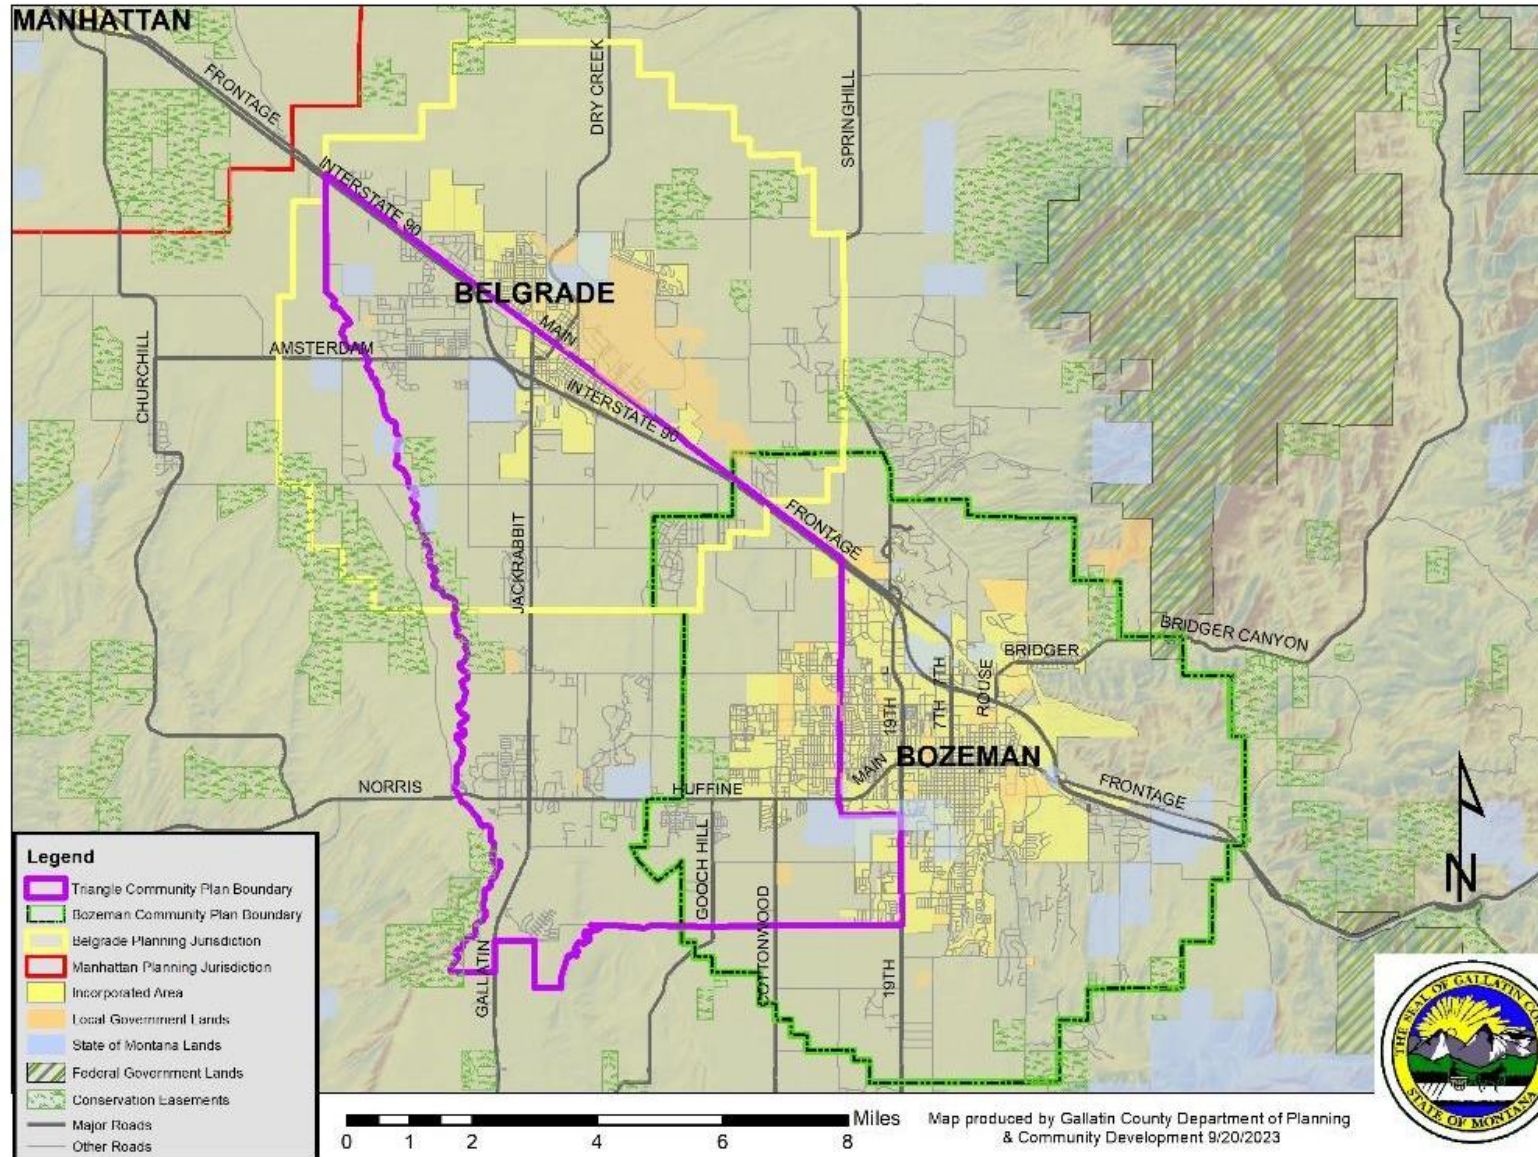 MANHATTAN
FRONTAGE
DRY CREEK
SPRINGHILL
INTERSTATE 90
BELGRADE
MAIN
AMSTERDAM
CHURCHILL
INTERSTATE 90
FRONTAGE
JACKRABBIT
BRIDGER CANYON
BRIDGER
ROUSE
7TH
7TH
19TH
MAIN
BOZEMAN
NORRIS
HUFFINE
FRONTAGE
GOOCH HILL
COTTONWOOD
GALLATIN
19TH
N
Legend
Triangle Community Plan Boundary
Bozeman Community Plan Boundary
Belgrade Planning Jurisdiction
Manhattan Planning Jurisdiction
Incorporated Area
Local Government Lands
State of Montana Lands
Federal Government Lands
Conservation Easements
Major Roads
Other Roads
Miles
0 1 2 4 6 8
Map produced by Gallatin County Department of Planning
& Community Development 9/20/2023
THE SEAL OF GALLATIN CO
STATE OF MONTANA